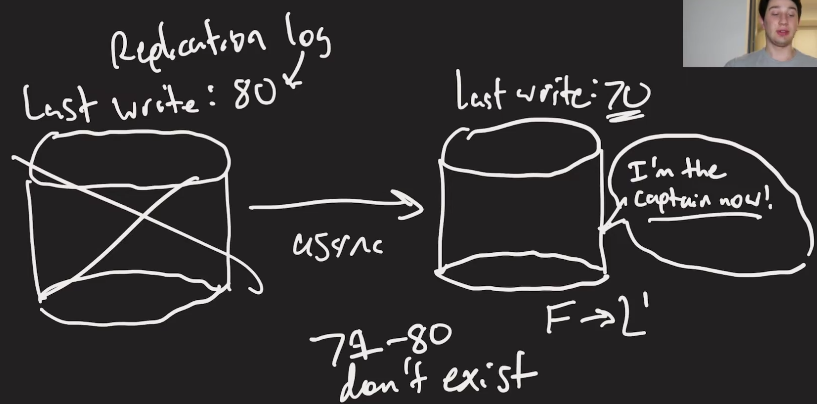 Replication log
Last write: 80
Last write: 70
I'm the
captain now!
async
F → L'
71-80
don't exist